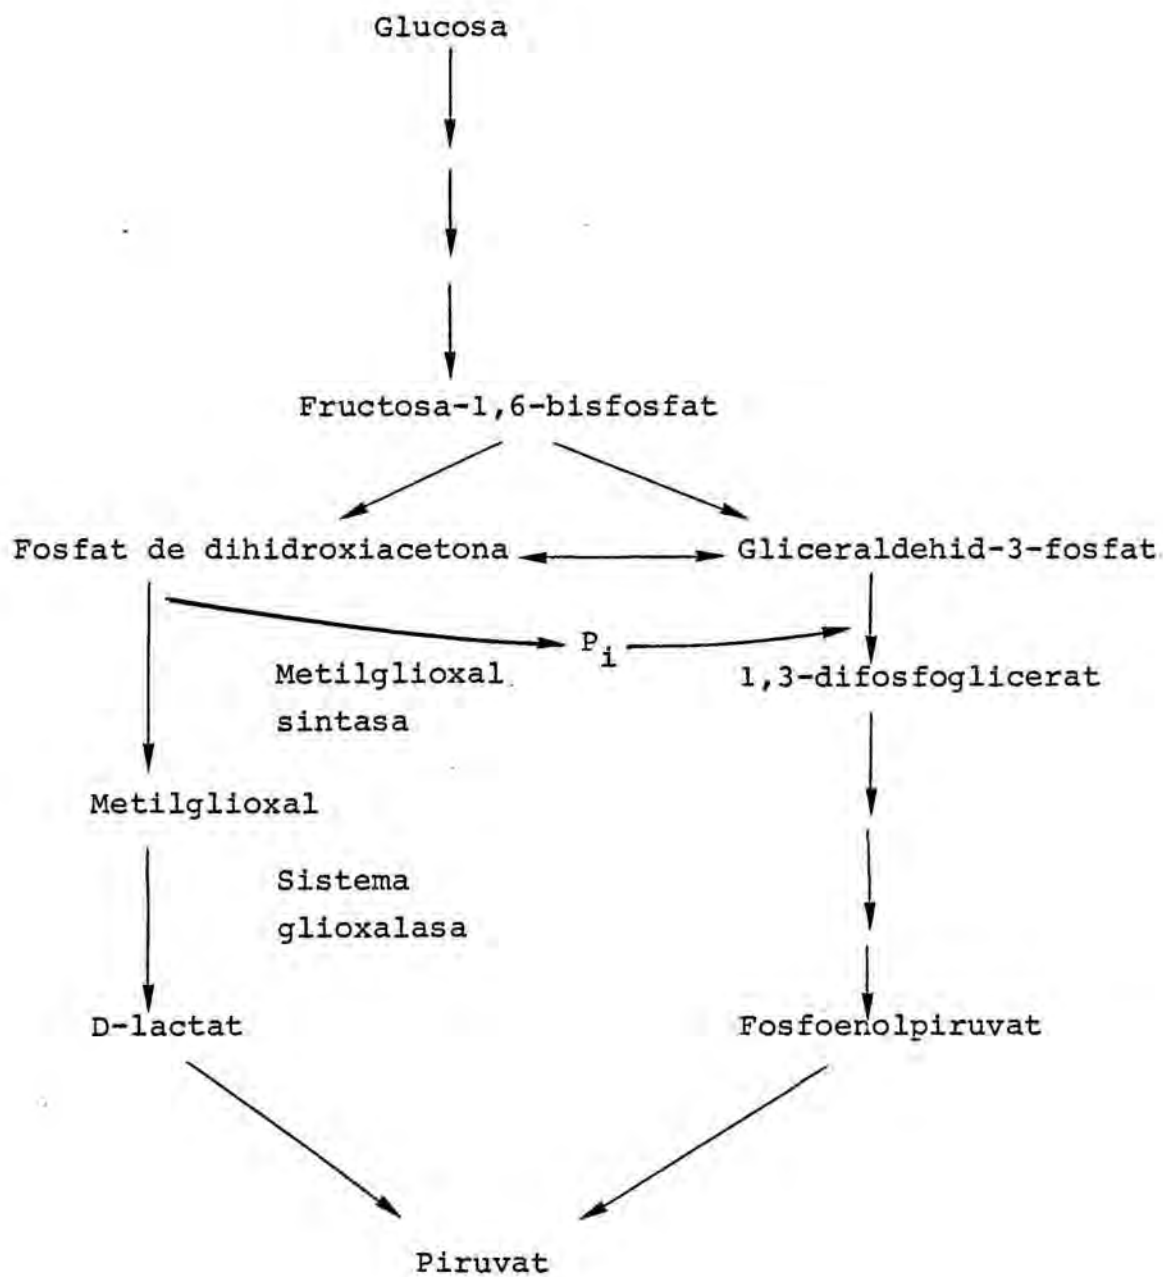 Glucosa
Fructosa-1,6-bisfosfat
Fosfat de dihidroxiacetona
Gliceraldehid-3-fosfat
Pi
Metilglioxal
sintasa
1,3-difosfoglicerat
Metilglioxal
Sistema
glioxalasa
D-lactat
Fosfoenolpiruvat
Piruvat